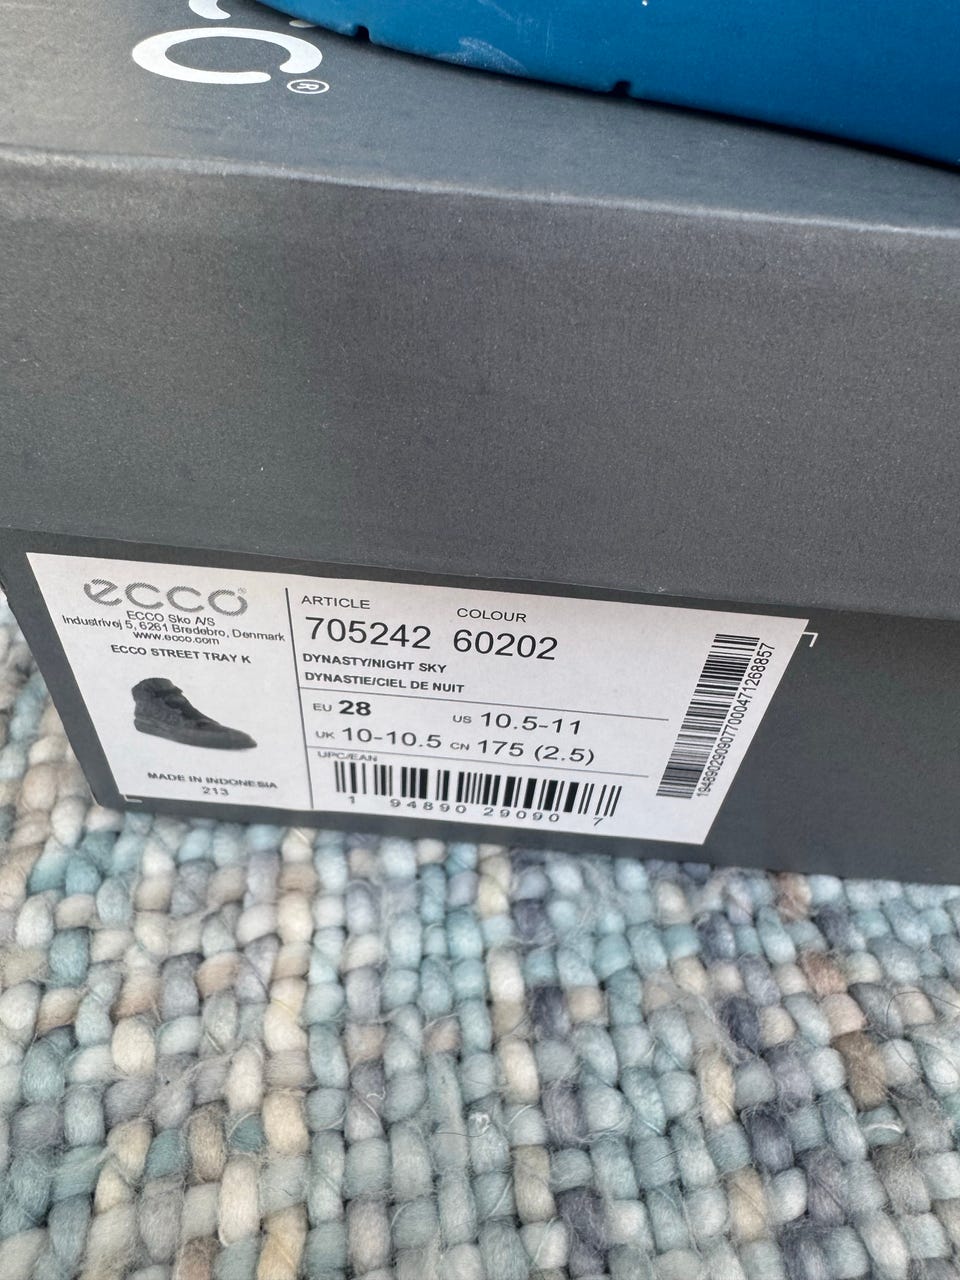 ecco®
ECCO Sko A/S
Industrivej 5, 6261 Bredebro, Denmark
www.ecco.com
ECCO STREET TRAY K
MADE IN INDONESIA
213
ARTICLE COLOUR
705242 60202
DYNASTY/NIGHT SKY
DYNASTIE/CIEL DE NUIT
EU 28 US 10.5-11
UK 10-10.5 CN 175 (2.5)
UPC/EAN
1 94890 29090 7
19489029090770000471268857